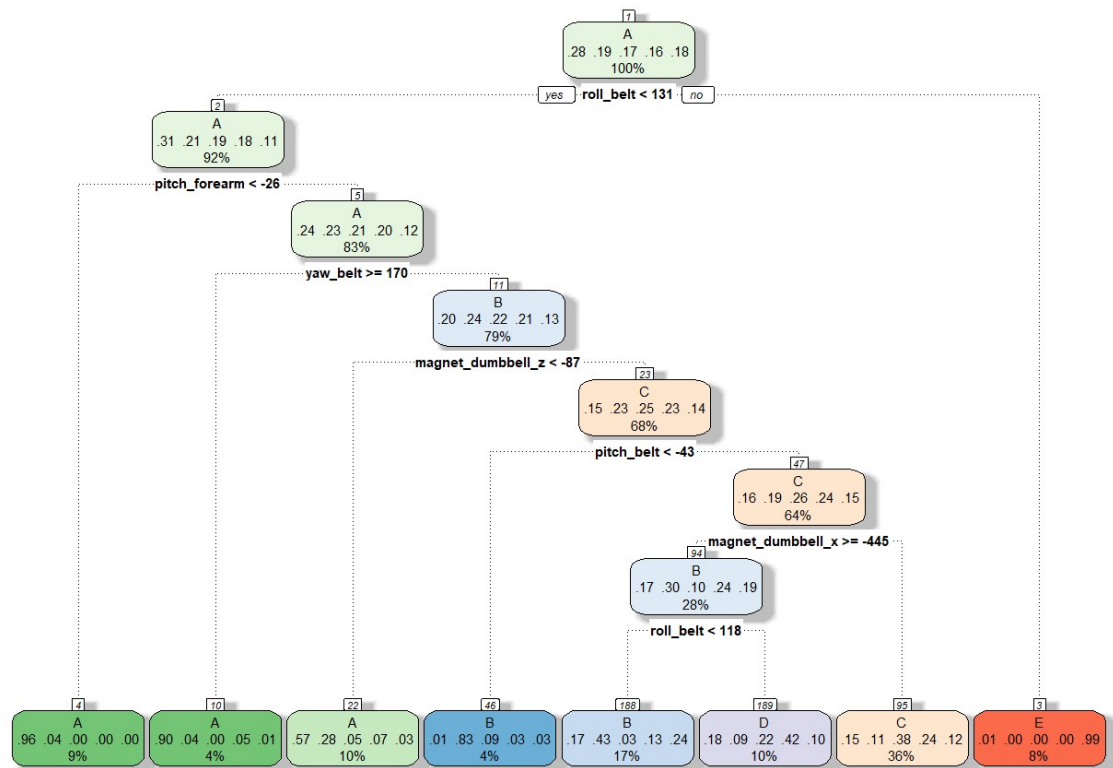 1
A
.28 .19 .17 .16 .18
100%
yes roll_belt < 131 no
2
A
.31 .21 .19 .18 .11
92%
pitch_forearm < -26
5
A
.24 .23 .21 .20 .12
83%
yaw_belt >= 170
11
B
.20 .24 .22 .21 .13
79%
magnet_dumbbell_z < -87
23
C
.15 .23 .25 .23 .14
68%
pitch_belt < -43
47
C
.16 .19 .26 .24 .15
64%
magnet_dumbbell_x >= -445
94
B
.17 .30 .10 .24 .19
28%
roll_belt < 118
4
A
.96 .04 .00 .00 .00
9%
10
A
.90 .04 .00 .05 .01
4%
22
A
.57 .28 .05 .07 .03
10%
46
B
.01 .83 .09 .03 .03
4%
188
B
.17 .43 .03 .13 .24
17%
189
D
.18 .09 .22 .42 .10
10%
95
C
.15 .11 .38 .24 .12
36%
3
E
.01 .00 .00 .00 .99
8%